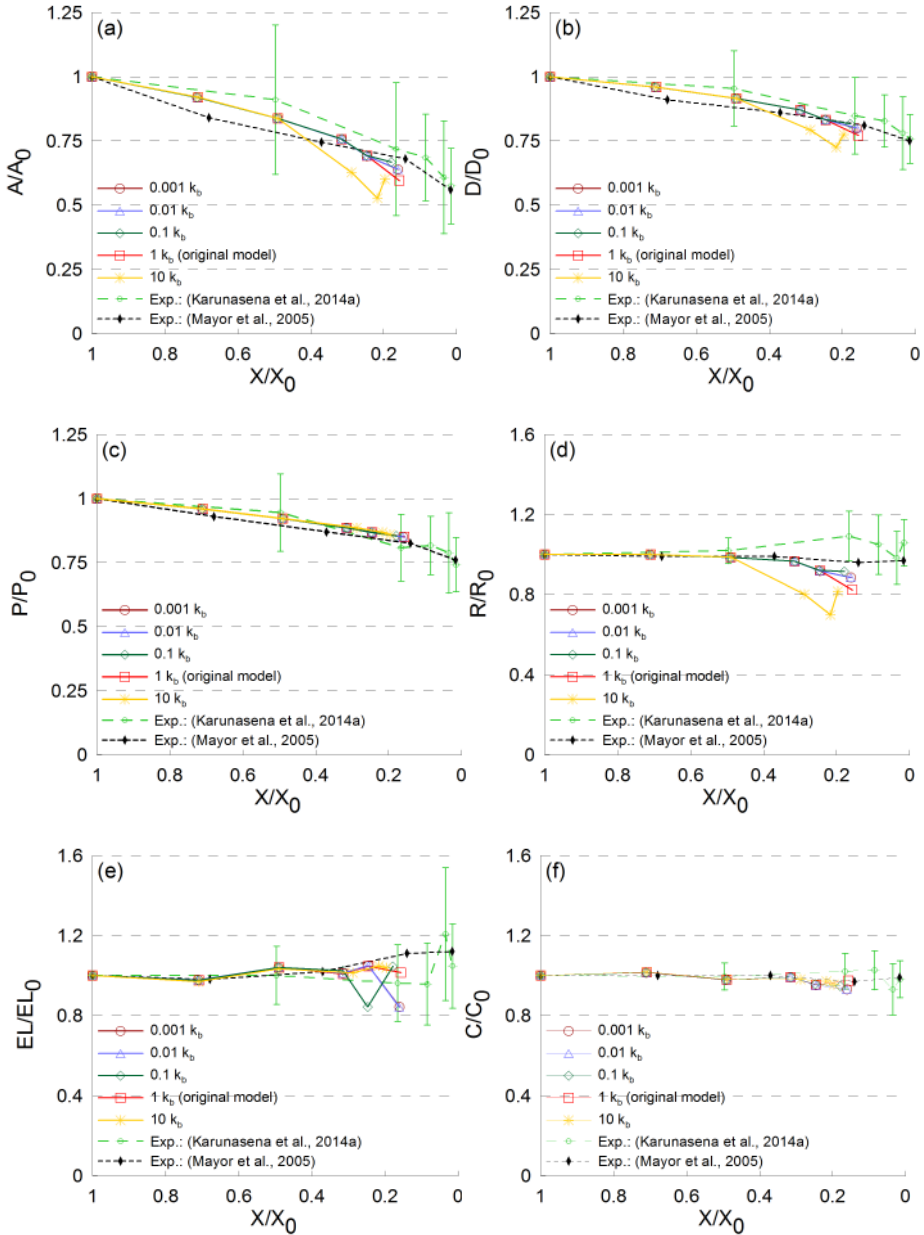 (a)
1.25
1
0.75
0.5
0.25
0
A/A0
0.001 kb
0.01 kb
0.1 kb
1 kb (original model)
10 kb
Exp.: (Karunasena et al., 2014a)
Exp.: (Mayor et al., 2005)
1 0.8 0.6 0.4 0.2 0
X/X0
(b)
1.25
1
0.75
0.5
0.25
0
D/D0
0.001 kb
0.01 kb
0.1 kb
1 kb (original model)
10 kb
Exp.: (Karunasena et al., 2014a)
Exp.: (Mayor et al., 2005)
1 0.8 0.6 0.4 0.2 0
X/X0
(c)
1.25
1
0.75
0.5
0.25
0
P/P0
0.001 kb
0.01 kb
0.1 kb
1 kb (original model)
10 kb
Exp.: (Karunasena et al., 2014a)
Exp.: (Mayor et al., 2005)
1 0.8 0.6 0.4 0.2 0
X/X0
(d)
1.6
1.2
0.8
0.4
0
R/R0
0.001 kb
0.01 kb
0.1 kb
1 kb (original model)
10 kb
Exp.: (Karunasena et al., 2014a)
Exp.: (Mayor et al., 2005)
1 0.8 0.6 0.4 0.2 0
X/X0
(e)
1.6
1.2
0.8
0.4
0
EL/EL0
0.001 kb
0.01 kb
0.1 kb
1 kb (original model)
10 kb
Exp.: (Karunasena et al., 2014a)
Exp.: (Mayor et al., 2005)
1 0.8 0.6 0.4 0.2 0
X/X0
(f)
1.6
1.2
0.8
0.4
0
C/C0
0.001 kb
0.01 kb
0.1 kb
1 kb (original model)
10 kb
Exp.: (Karunasena et al., 2014a)
Exp.: (Mayor et al., 2005)
1 0.8 0.6 0.4 0.2 0
X/X0